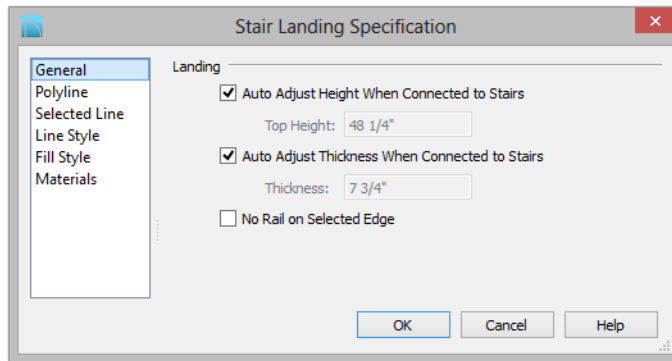 Stair Landing Specification
General
Polyline
Selected Line
Line Style
Fill Style
Materials
Landing
Auto Adjust Height When Connected to Stairs
Top Height: 48 1/4"
Auto Adjust Thickness When Connected to Stairs
Thickness: 7 3/4"
No Rail on Selected Edge
OK Cancel Help